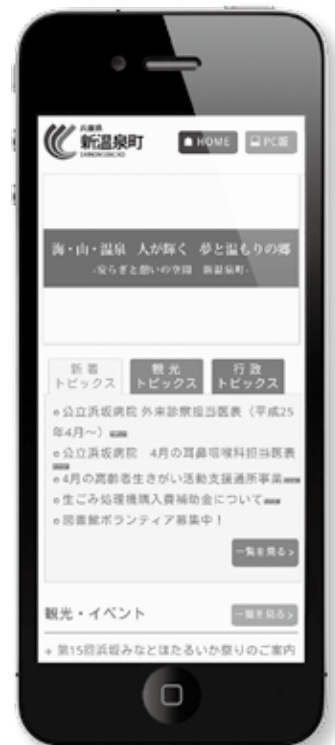 兵庫県
新温泉町
SHINONSEN CHO
HOME
PC版
海・山・温泉 人が輝く 夢と温もりの郷
-安らぎと憩いの空間 新温泉町-
新着
トピックス
観光
トピックス
行政
トピックス
公立浜坂病院 外来診察担当医表（平成25
年4月～）
公立浜坂病院 4月の耳鼻咽喉科担当医表
4月の高齢者生きがい活動支援通所事業
生ごみ処理機購入費補助金について
図書館ボランティア募集中！
一覧を見る>
観光・イベント
一覧を見る>
+ 第15回浜坂みなとほたるいか祭りのご案内